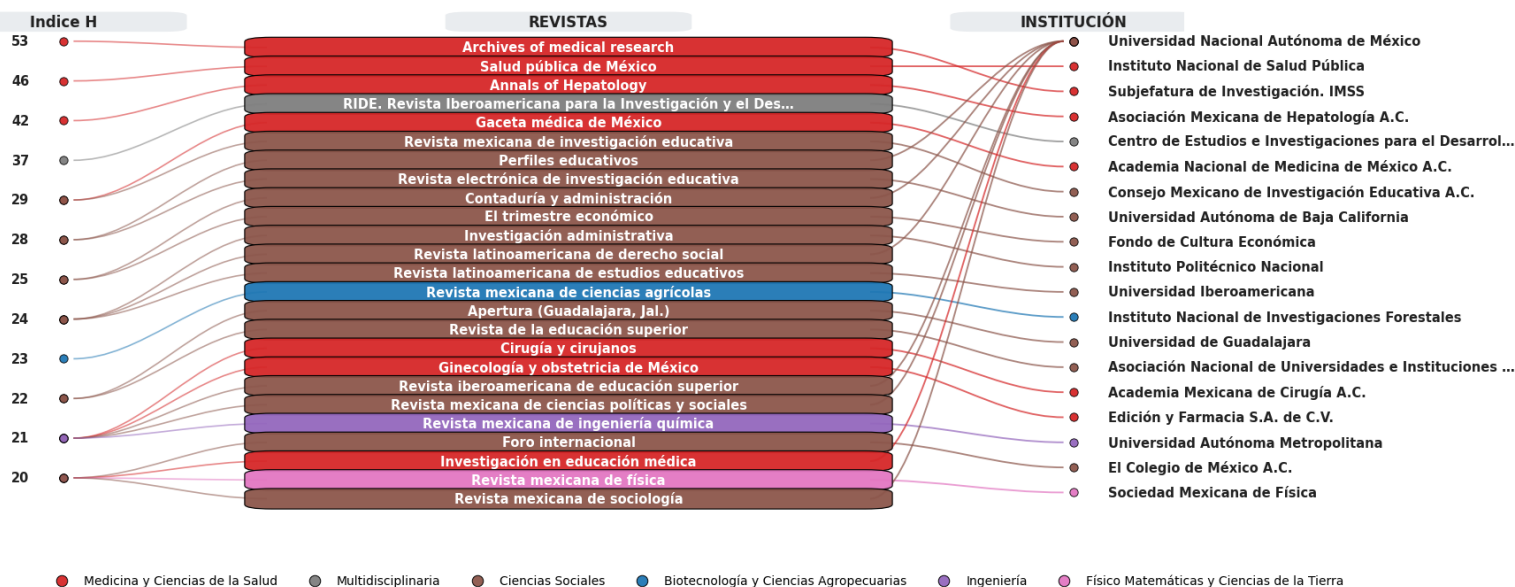 Indice H
REVISTAS
INSTITUCIÓN
53
46
42
37
29
28
25
24
23
22
21
20
Archives of medical research
Salud pública de México
Annals of Hepatology
RIDE. Revista Iberoamericana para la Investigación y el Des...
Gaceta médica de México
Revista mexicana de investigación educativa
Perfiles educativos
Revista electrónica de investigación educativa
Contaduría y administración
El trimestre económico
Investigación administrativa
Revista latinoamericana de derecho social
Revista latinoamericana de estudios educativos
Revista mexicana de ciencias agrícolas
Apertura (Guadalajara, Jal.)
Revista de la educación superior
Cirugía y cirujanos
Ginecología y obstetricia de México
Revista iberoamericana de educación superior
Revista mexicana de ciencias políticas y sociales
Revista mexicana de ingeniería química
Foro internacional
Investigación en educación médica
Revista mexicana de física
Revista mexicana de sociología
Universidad Nacional Autónoma de México
Instituto Nacional de Salud Pública
Subjefatura de Investigación. IMSS
Asociación Mexicana de Hepatología A.C.
Centro de Estudios e Investigaciones para el Desarrol...
Academia Nacional de Medicina de México A.C.
Consejo Mexicano de Investigación Educativa A.C.
Universidad Autónoma de Baja California
Fondo de Cultura Económica
Instituto Politécnico Nacional
Universidad Iberoamericana
Instituto Nacional de Investigaciones Forestales
Universidad de Guadalajara
Asociación Nacional de Universidades e Instituciones ...
Academia Mexicana de Cirugía A.C.
Edición y Farmacia S.A. de C.V.
Universidad Autónoma Metropolitana
El Colegio de México A.C.
Sociedad Mexicana de Física
Medicina y Ciencias de la Salud
Multidisciplinaria
Ciencias Sociales
Biotecnología y Ciencias Agropecuarias
Ingeniería
Físico Matemáticas y Ciencias de la Tierra